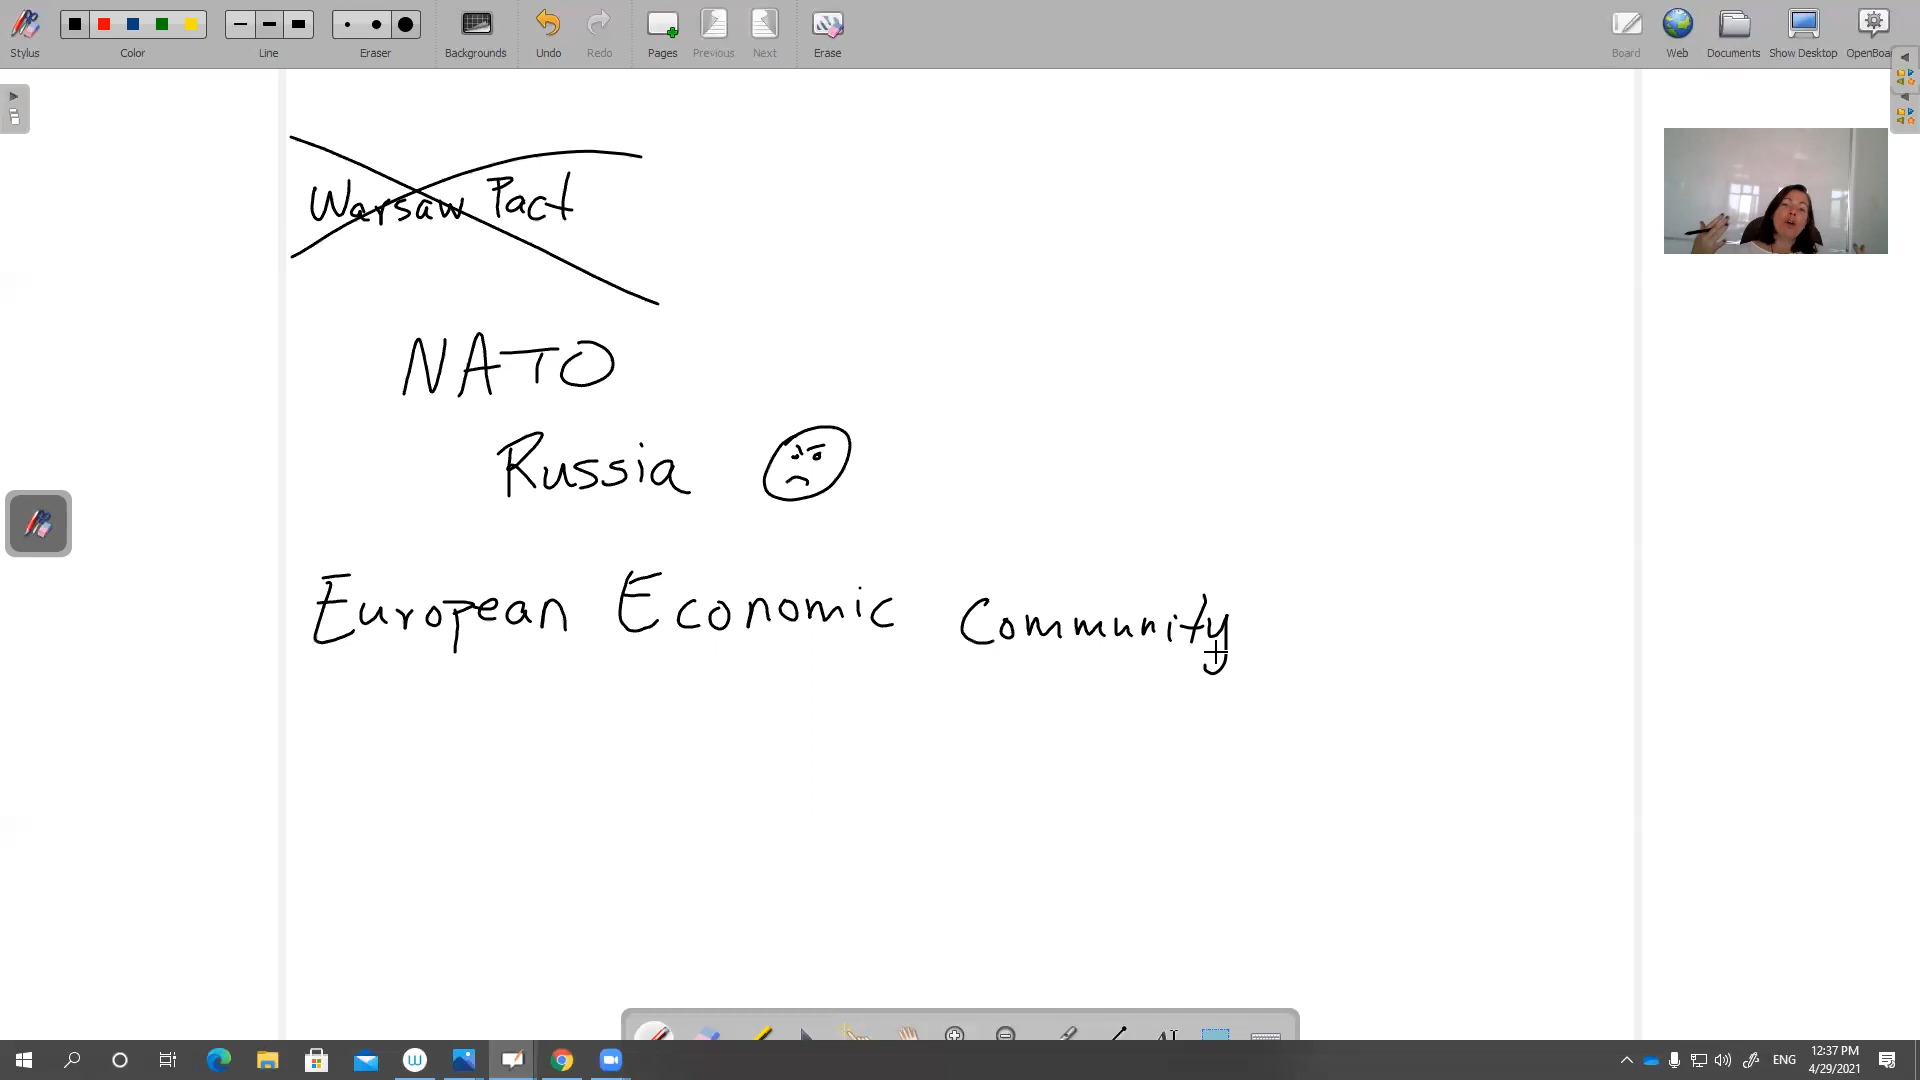 Stylus Color Line Eraser Backgrounds Undo Redo Pages Previous Next Erase Board Web Documents Show Desktop OpenBoa
Warsaw Pact
NATO
Russia
European Economic Community
ENG 12:37 PM
4/29/2021